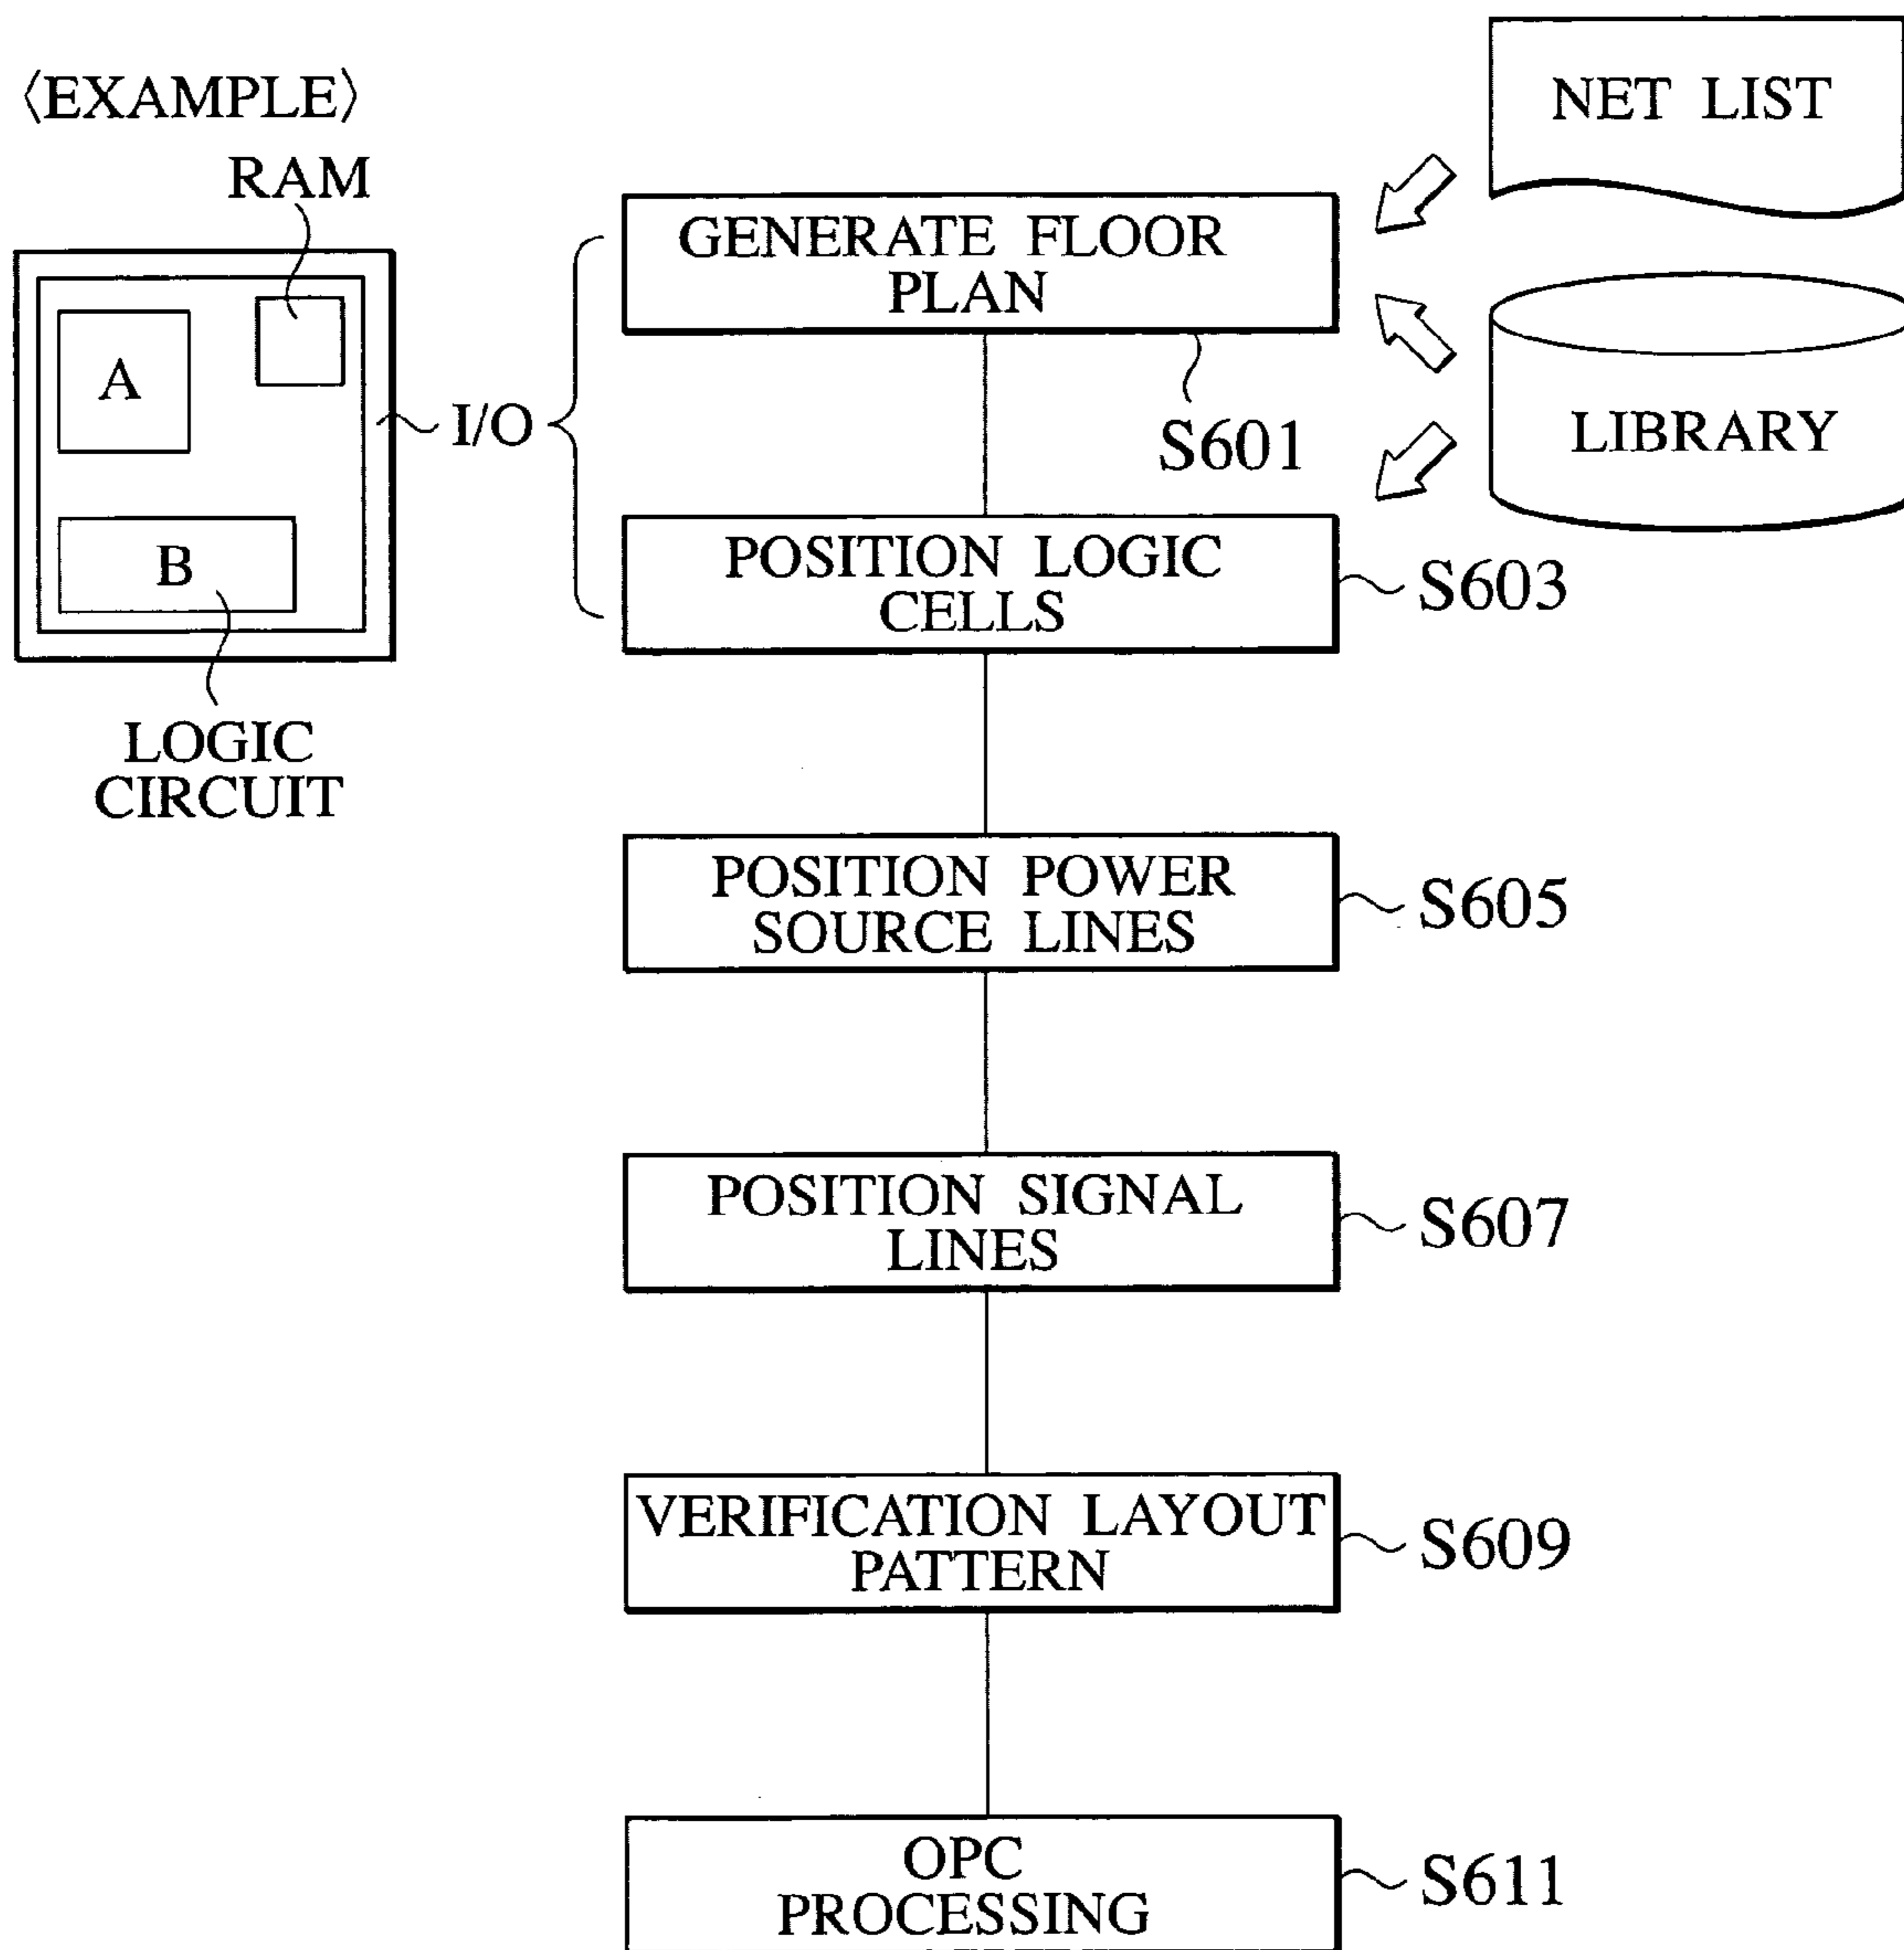 〈EXAMPLE〉
RAM
A
B
I/O
LOGIC
CIRCUIT
NET LIST
LIBRARY
GENERATE FLOOR
PLAN
S601
POSITION LOGIC
CELLS
S603
POSITION POWER
SOURCE LINES
S605
POSITION SIGNAL
LINES
S607
VERIFICATION LAYOUT
PATTERN
S609
OPC
PROCESSING
S611